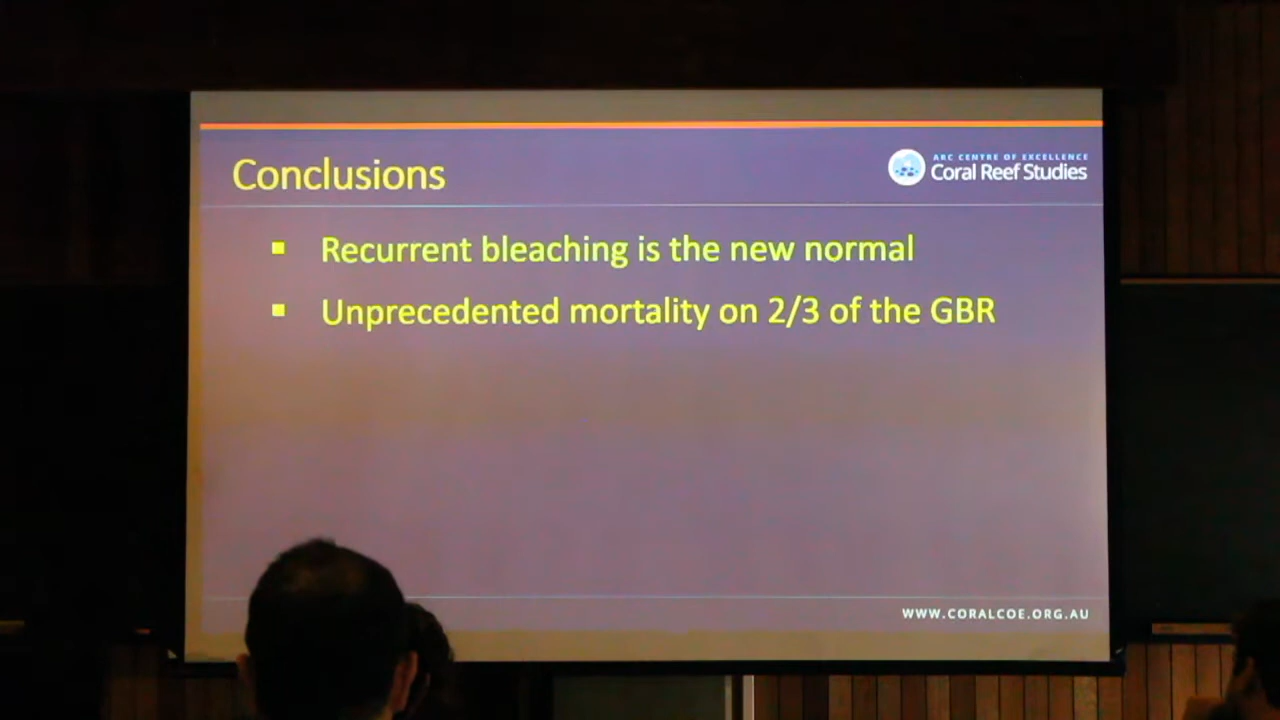 Conclusions
ARC CENTRE OF EXCELLENCE
Coral Reef Studies
Recurrent bleaching is the new normal
Unprecedented mortality on 2/3 of the GBR
WWW.CORALCOE.ORG.AU